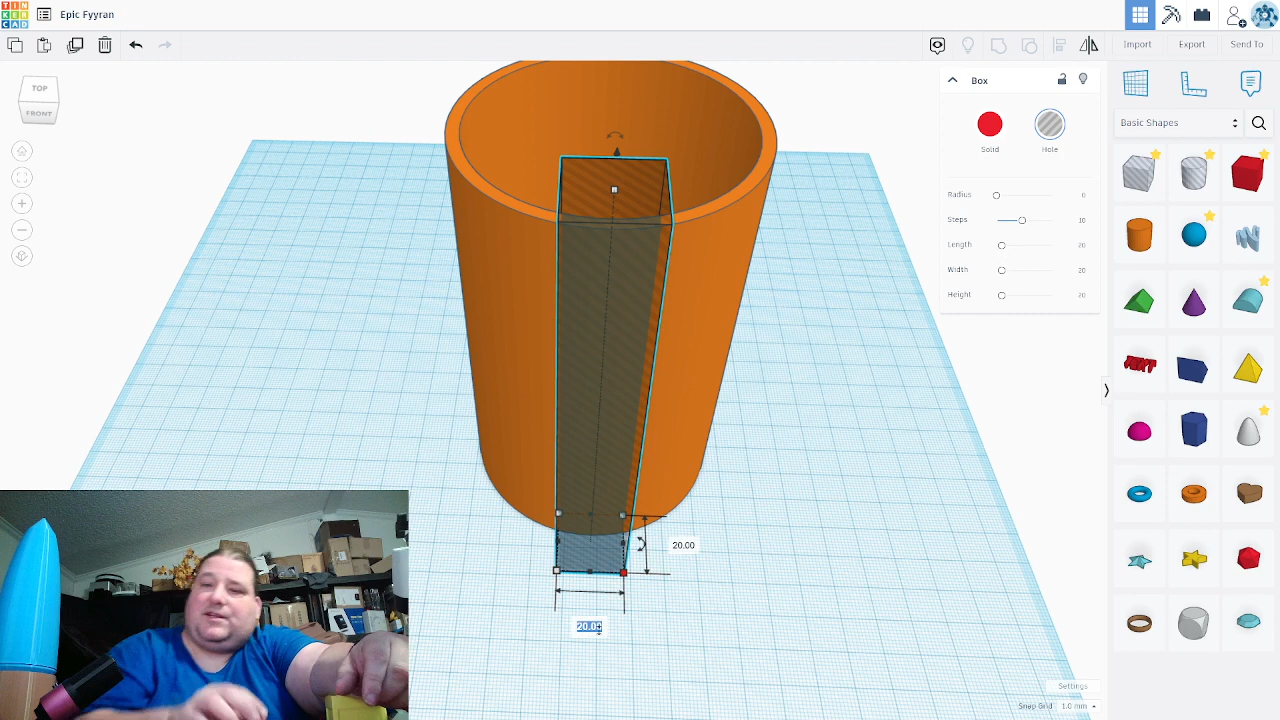 TIN
KER
CAD
Epic Fyyran
Import
Export
Send To
TOP
FRONT
Box
Solid
Hole
Radius 0
Steps 10
Length 20
Width 20
Height 20
Basic Shapes
TEXT
20.00
20.00
Settings
Snap Grid 1.0 mm